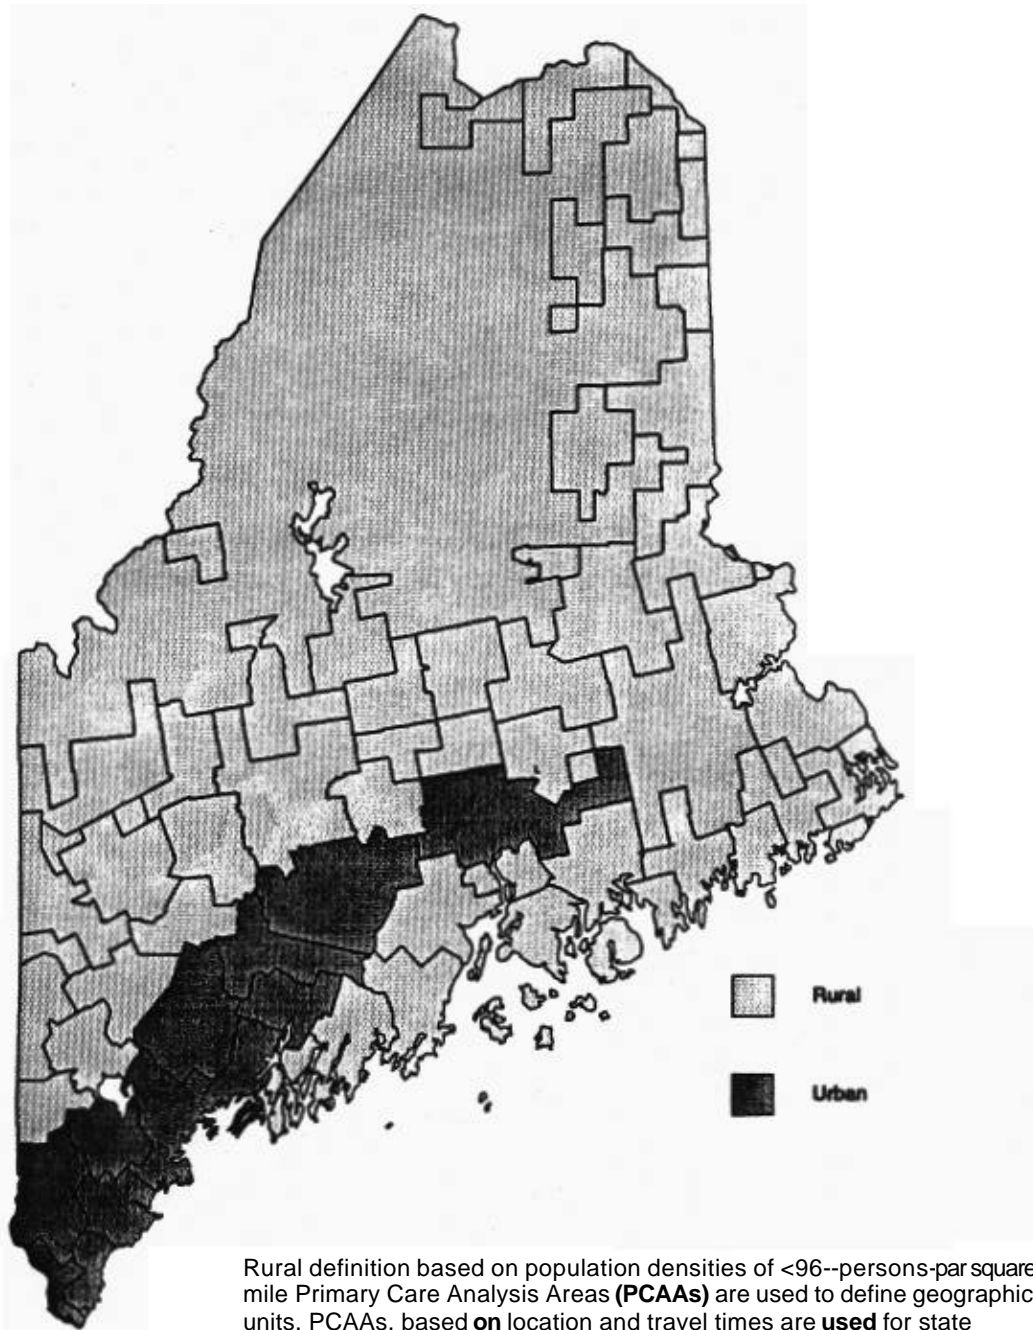 Rural
Urban
Rural definition based on population densities of <96--persons-par square
mile Primary Care Analysis Areas (PCAAs) are used to define geographic
units. PCAAs, based on location and travel times are used for state